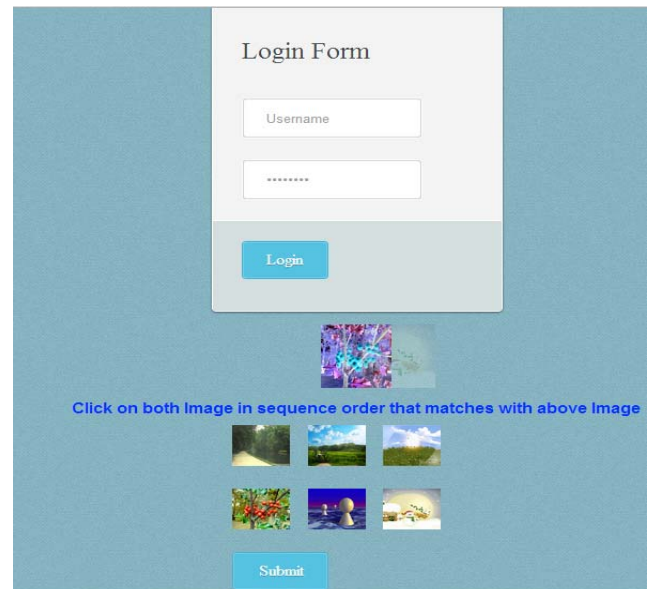 Login Form
Username
········
Login
Click on both Image in sequence order that matches with above Image
Submit